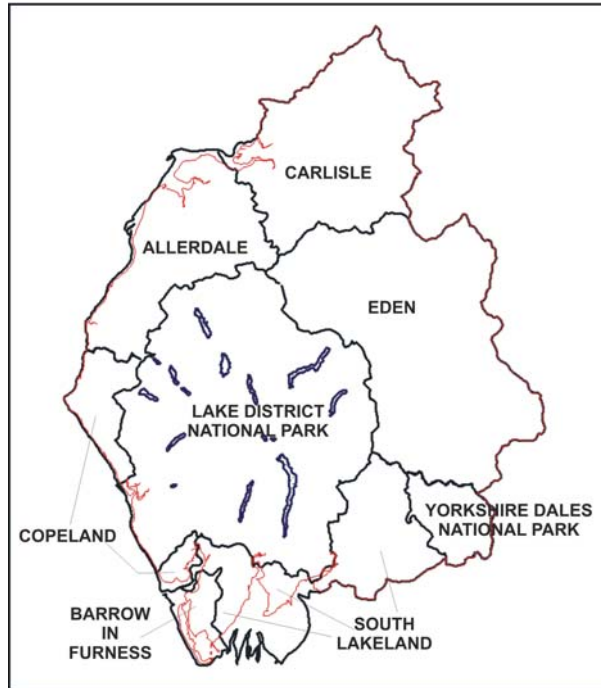 CARLISLE
ALLERDALE
EDEN
LAKE DISTRICT
NATIONAL PARK
YORKSHIRE DALES
NATIONAL PARK
COPELAND
BARROW
IN
FURNESS
SOUTH
LAKELAND